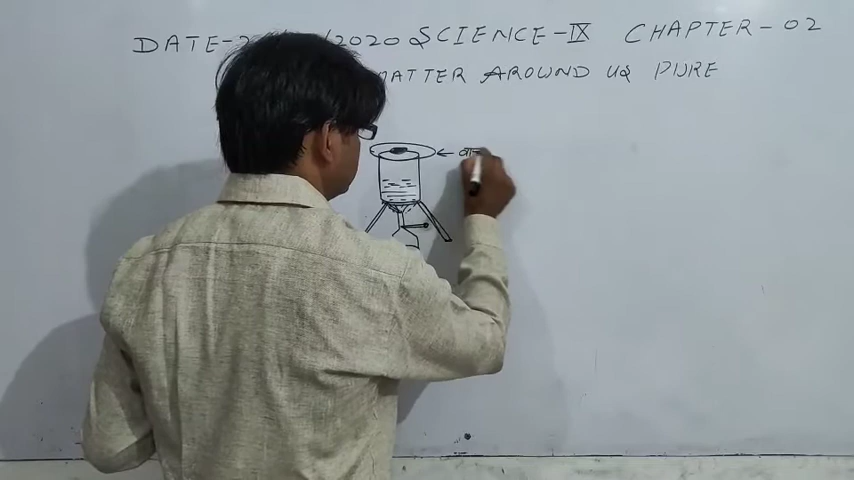 DATE- /2020 SCIENCE-IX CHAPTER-02
MATTER AROUND US PURE